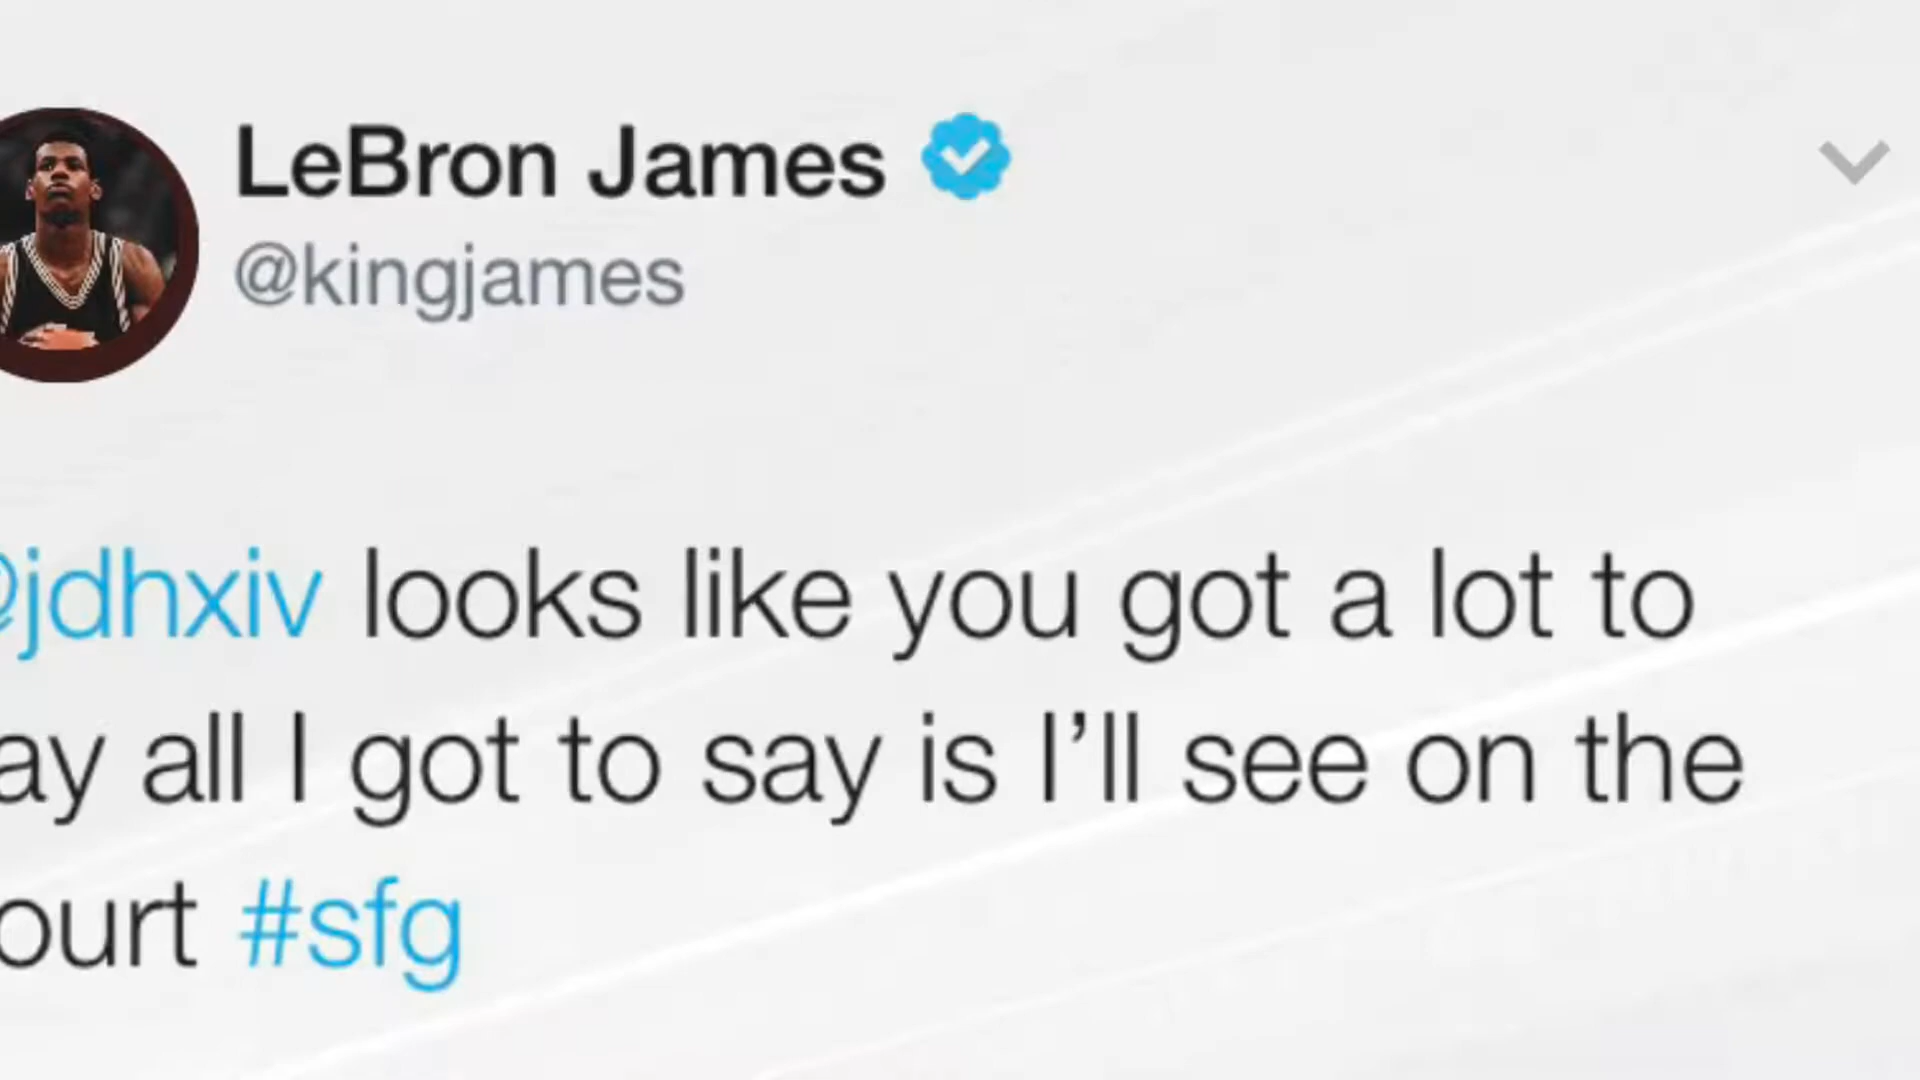 LeBron James
@kingjames
@jdhxiv looks like you got a lot to
ay all I got to say is I'll see on the
ourt #sfg